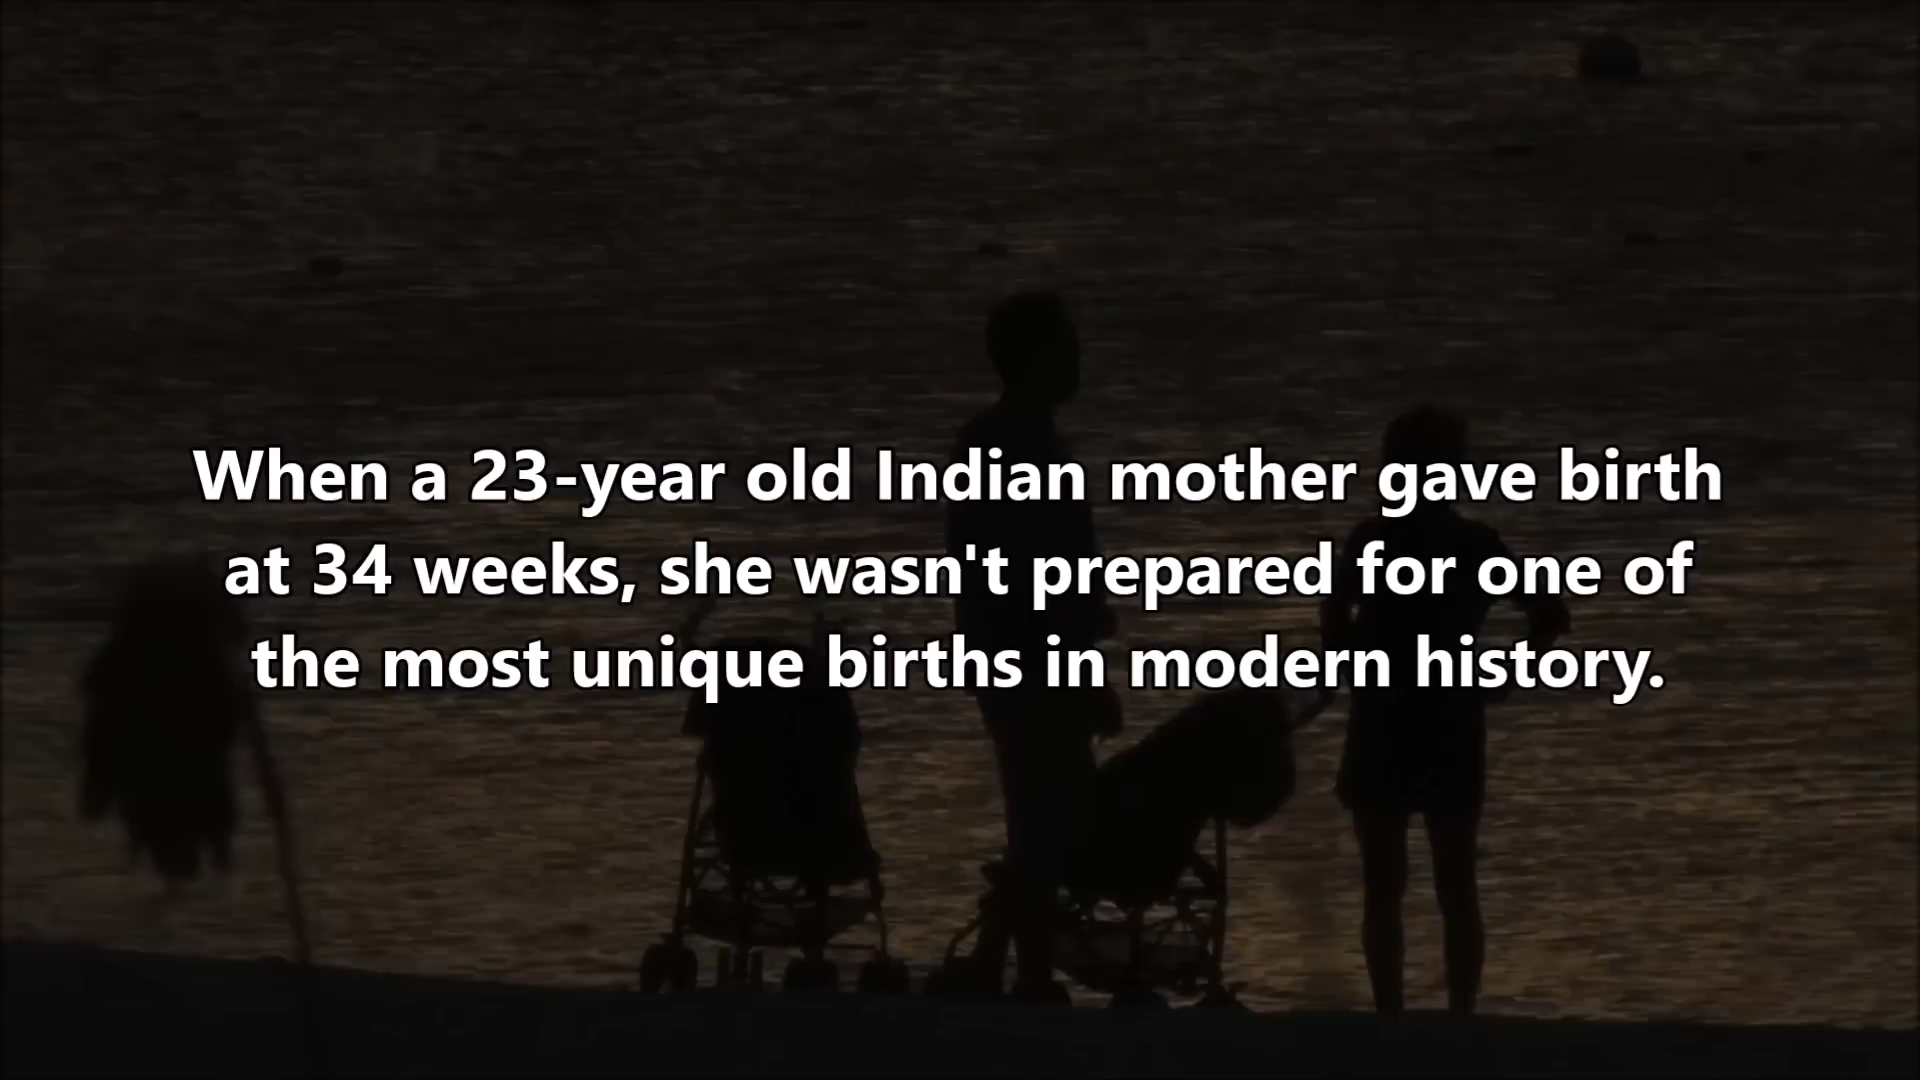 When a 23-year old Indian mother gave birth
at 34 weeks, she wasn't prepared for one of
the most unique births in modern history.